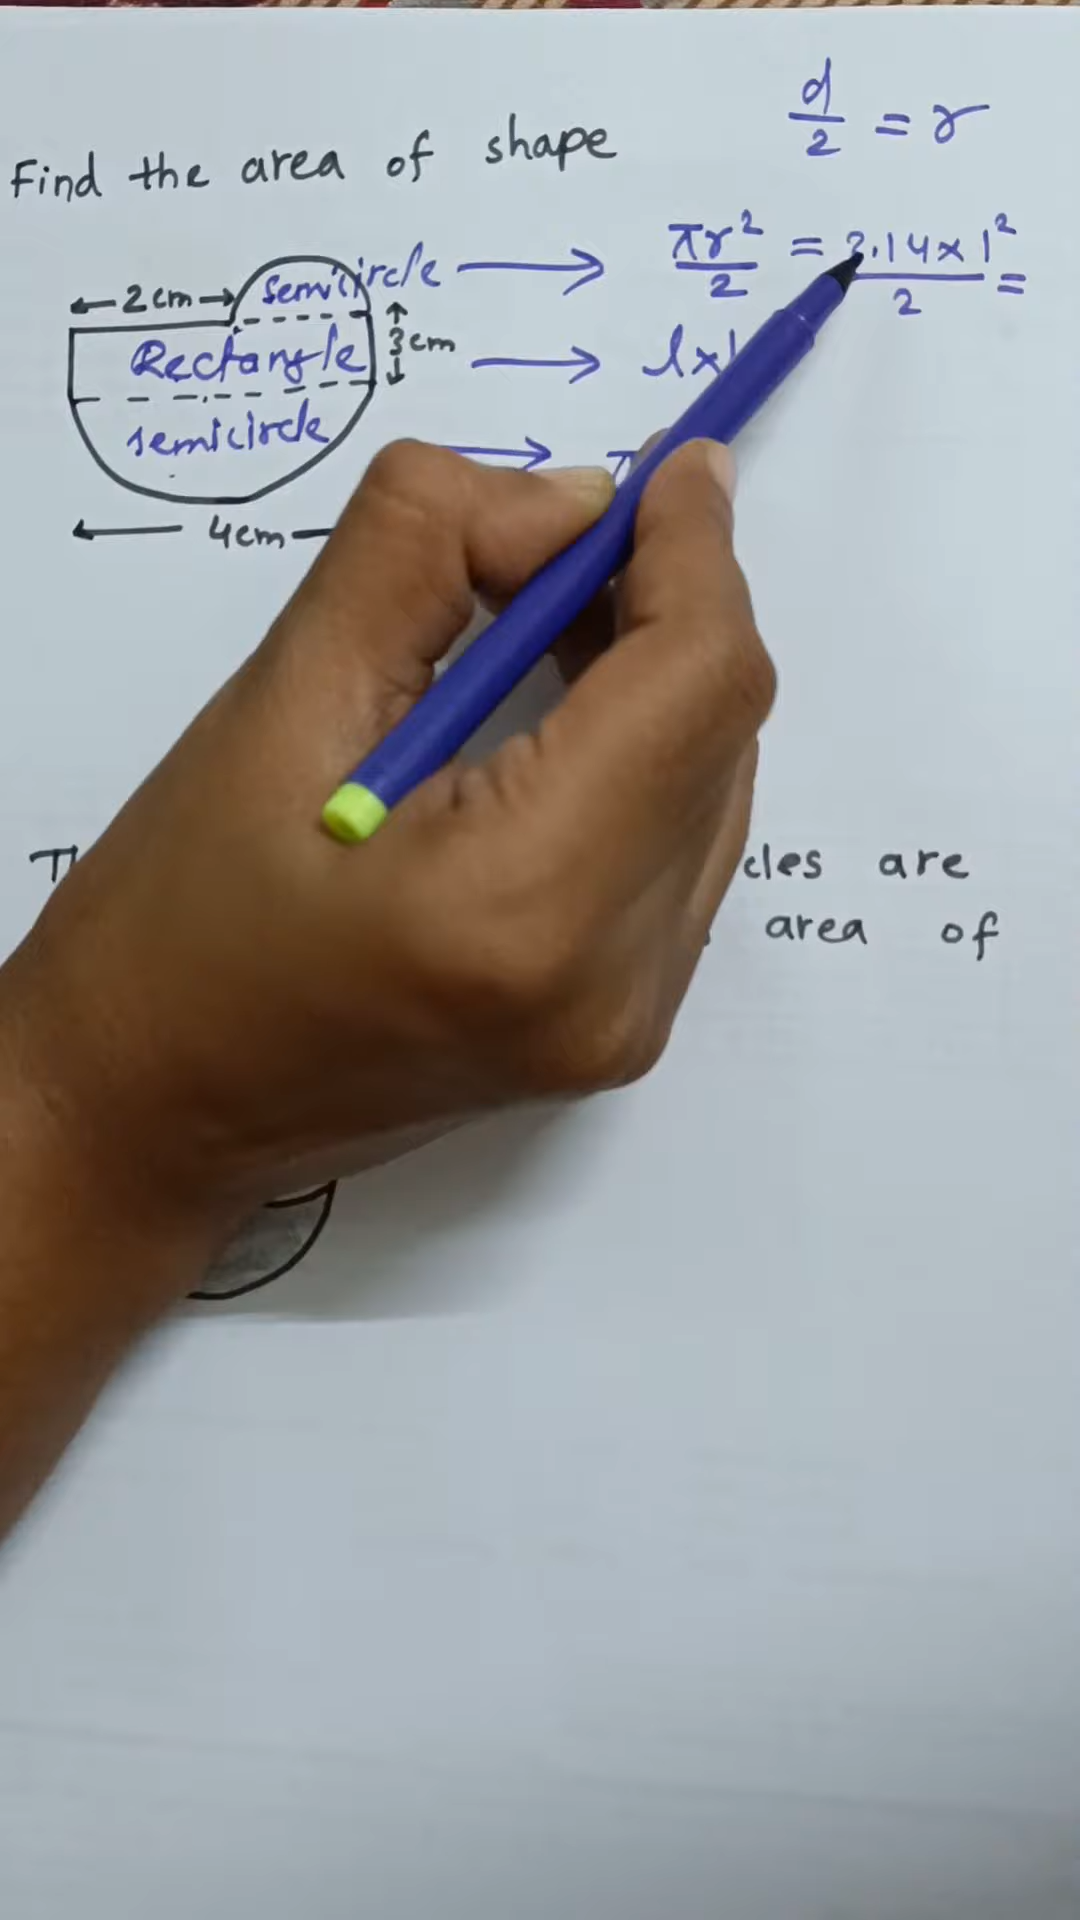 d/2 = r
Find the area of shape
πr²/2 = 3.14×1²/2 =
semicircle
2cm
Rectangle
3cm
semicircle
4cm
cles are
area of